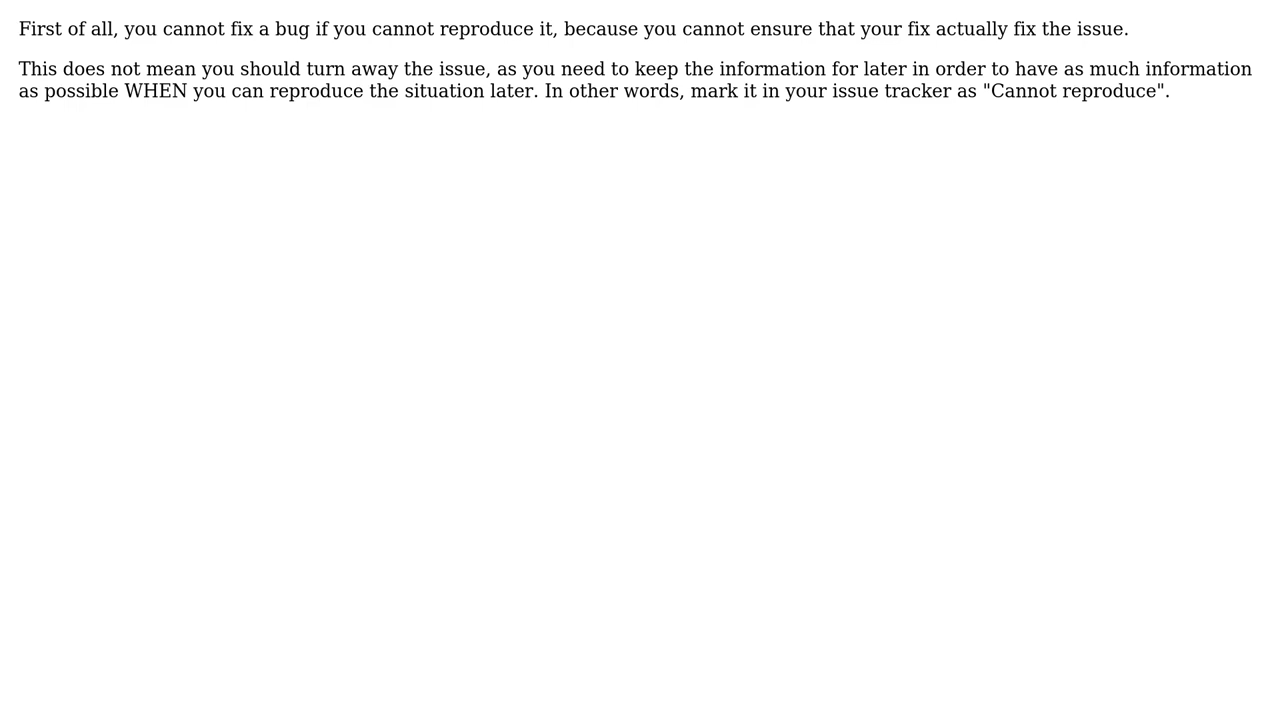 First of all, you cannot fix a bug if you cannot reproduce it, because you cannot ensure that your fix actually fix the issue.
This does not mean you should turn away the issue, as you need to keep the information for later in order to have as much information
as possible WHEN you can reproduce the situation later. In other words, mark it in your issue tracker as "Cannot reproduce".